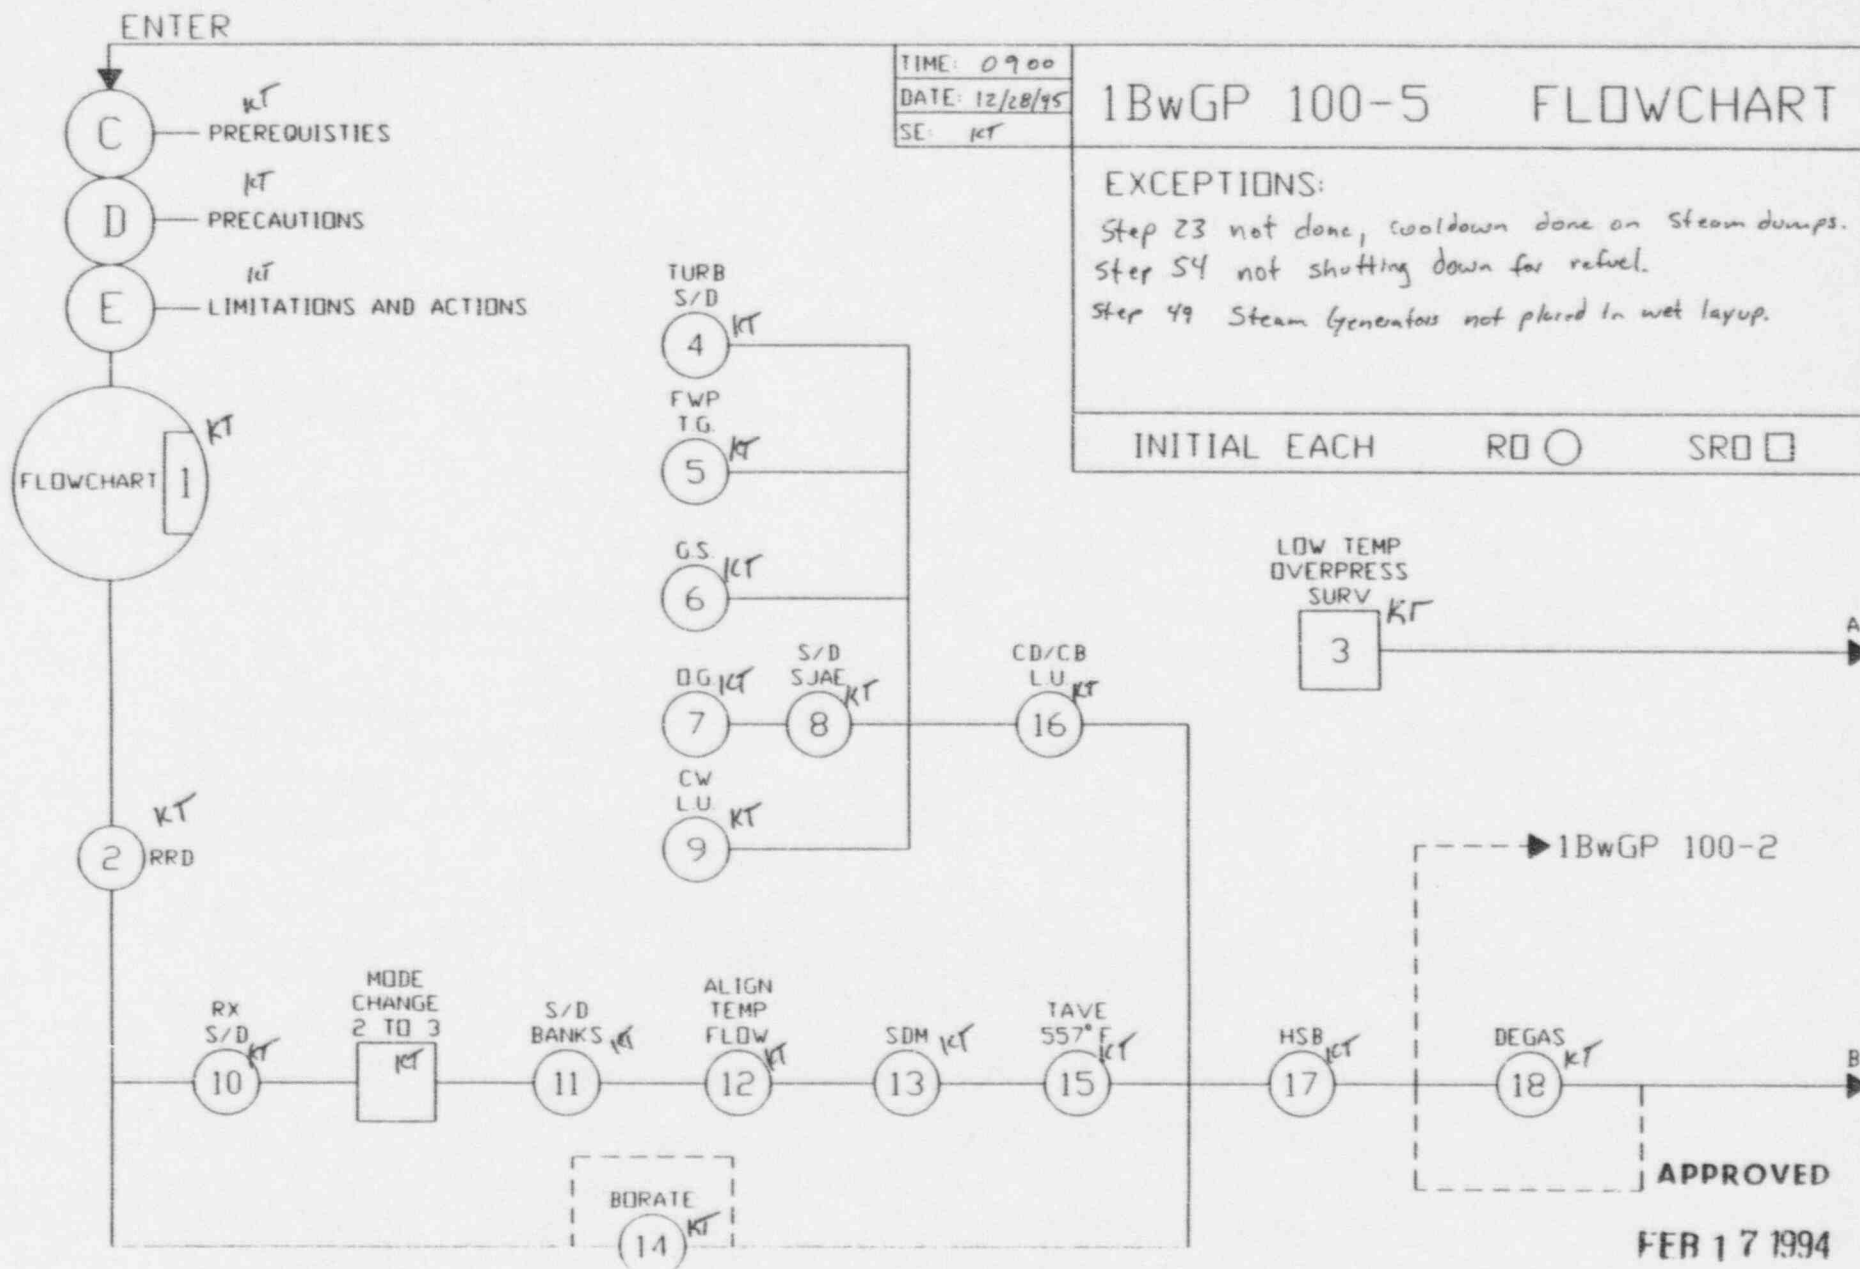 ENTER
TIME: 0900
DATE: 12/28/95
SE: KT
1BwGP 100-5 FLOWCHART
C
KT
PREREQUISTIES
D
KT
PRECAUTIONS
E
KT
LIMITATIONS AND ACTIONS
EXCEPTIONS:
Step 23 not done, cooldown done on Steam dumps.
Step 54 not shutting down for refuel.
Step 49 Steam Generators not placed in wet layup.
INITIAL EACH RO SRO
FLOWCHART 1 KT
TURB
S/D
4 KT
FWP
T.G.
5 KT
G.S.
6 KT
O.G.
7 KT
S/D
SJAE
8 KT
CW
L.U.
9 KT
CD/CB
L.U.
16 KT
LOW TEMP
OVERPRESS
SURV
3 KT
A
2 RRD KT
1BwGP 100-2
RX
S/D
10 KT
MODE
CHANGE
2 TO 3
KT
S/D
BANKS
11 KT
ALIGN
TEMP
FLOW
12 KT
SDM
13 KT
TAVE
557°F
15 KT
HSB
17 KT
DEGAS
18 KT
B
BORATE
14 KT
APPROVED
FEB 17 1994